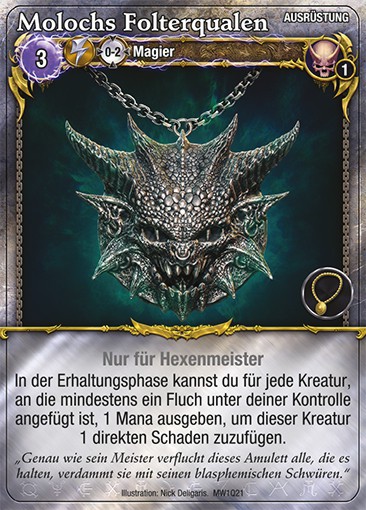 Molochs Folterqualen
AUSRÜSTUNG
3
0-2
Magier
1
Nur für Hexenmeister
In der Erhaltungsphase kannst du für jede Kreatur,
an die mindestens ein Fluch unter deiner Kontrolle
angefügt ist, 1 Mana ausgeben, um dieser Kreatur
1 direkten Schaden zuzufügen.
„Genau wie sein Meister verflucht dieses Amulett alle, die es
halten, verdammt sie mit seinen blasphemischen Schwüren.“
Illustration: Nick Deligaris. MW1Q21